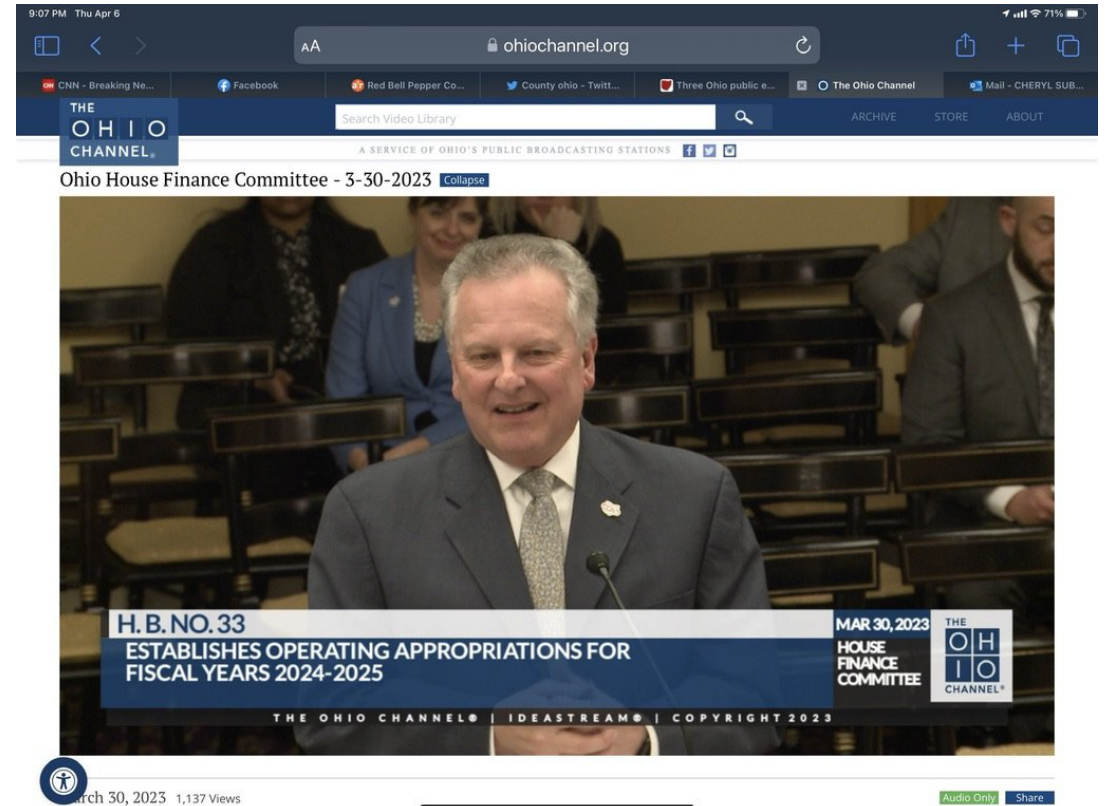 9:07 PM Thu Apr 6
71%
AA
ohiochannel.org
CNN - Breaking Ne...
Facebook
Red Bell Pepper Co...
County ohio - Twitt...
Three Ohio public e...
The Ohio Channel
Mail - CHERYL SUB...
THE
OHIO
CHANNEL®
Search Video Library
ARCHIVE STORE ABOUT
A SERVICE OF OHIO'S PUBLIC BROADCASTING STATIONS
Ohio House Finance Committee - 3-30-2023 Collapse
H. B. NO. 33
ESTABLISHES OPERATING APPROPRIATIONS FOR
FISCAL YEARS 2024-2025
MAR 30, 2023
HOUSE
FINANCE
COMMITTEE
THE
OH
IO
CHANNEL®
THE OHIO CHANNEL® | IDEASTREAM® | COPYRIGHT 2023
rch 30, 2023 1,137 Views
Audio Only Share